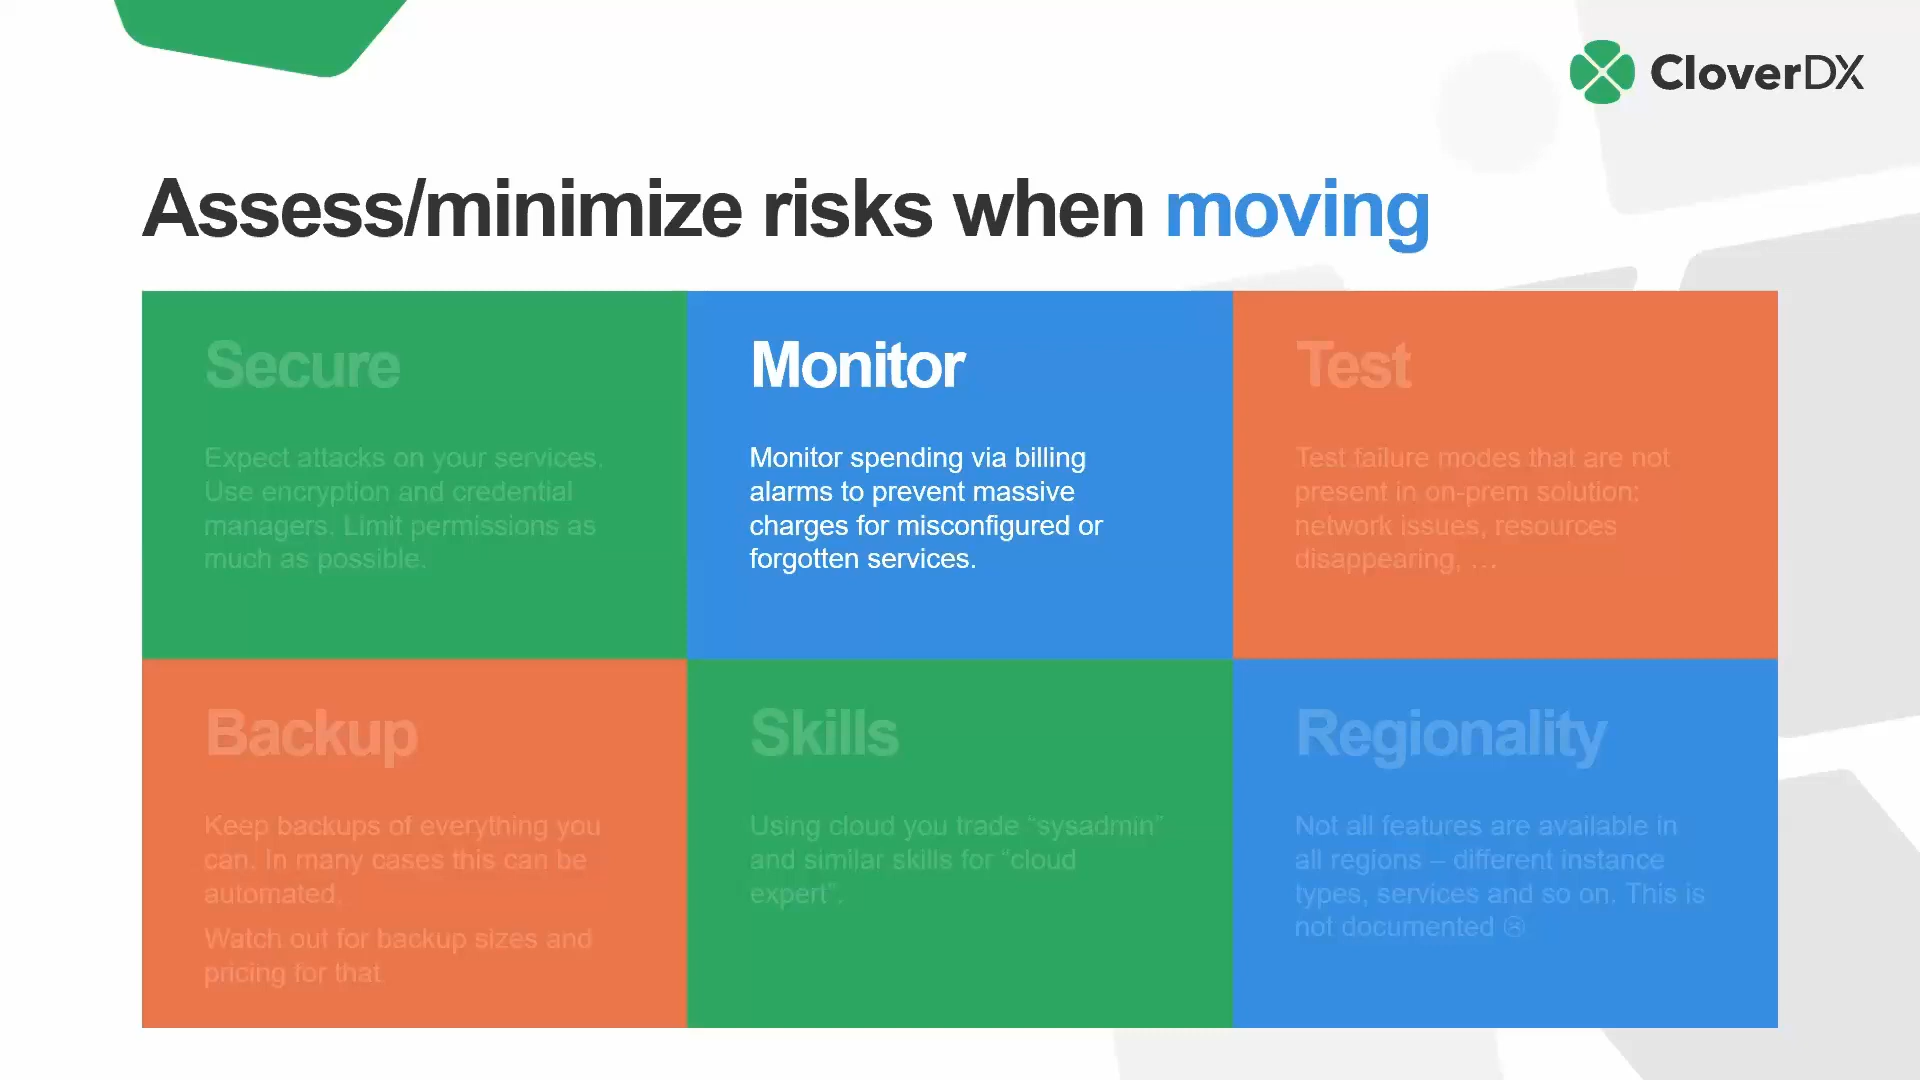 CloverDX
Assess/minimize risks when moving
Secure
Expect attacks on your services.
Use encryption and credential
managers. Limit permissions as
much as possible.
Monitor
Monitor spending via billing
alarms to prevent massive
charges for misconfigured or
forgotten services.
Test
Test failure modes that are not
present in on-prem solution:
network issues, resources
disappearing, …
Backup
Keep backups of everything you
can. In many cases this can be
automated.
Watch out for backup sizes and
pricing for that.
Skills
Using cloud you trade “sysadmin”
and similar skills for “cloud
expert”.
Regionality
Not all features are available in
all regions – different instance
types, services and so on. This is
not documented ☹